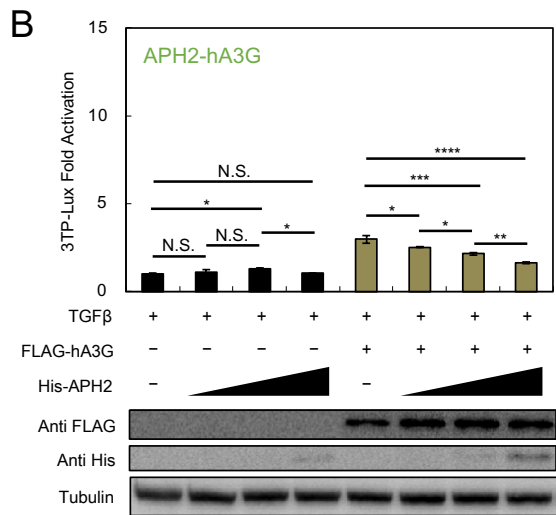 B
15
APH2-hA3G
10
3TP-Lux Fold Activation
N.S.
****
***
*
5
*
N.S.
N.S.
*
*
**
0
TGFβ + + + + + + + +
FLAG-hA3G − − − − + + + +
His-APH2 − −
Anti FLAG
Anti His
Tubulin